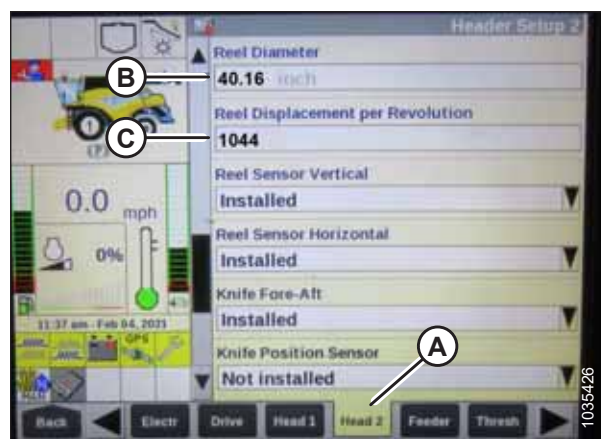 Header Setup 2
Reel Diameter
B
40.16 inch
Reel Displacement per Revolution
C
1044
Reel Sensor Vertical
Installed
0.0 mph
Reel Sensor Horizontal
0%
Installed
Knife Fore-Aft
11:37 am - Feb 04, 2021
Installed
GPS
Knife Position Sensor
A
Not installed
Back
Electr
Drive
Head 1
Head 2
Feeder
Thresh
1035426